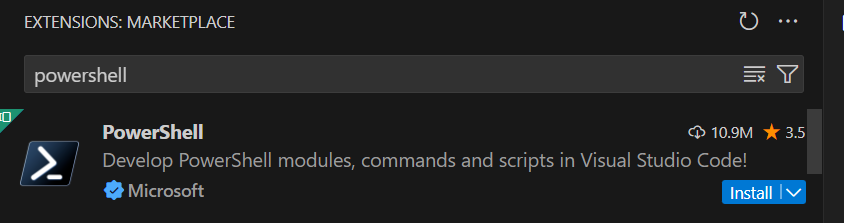 EXTENSIONS: MARKETPLACE
powershell
PowerShell 10.9M 3.5
Develop PowerShell modules, commands and scripts in Visual Studio Code!
Microsoft Install